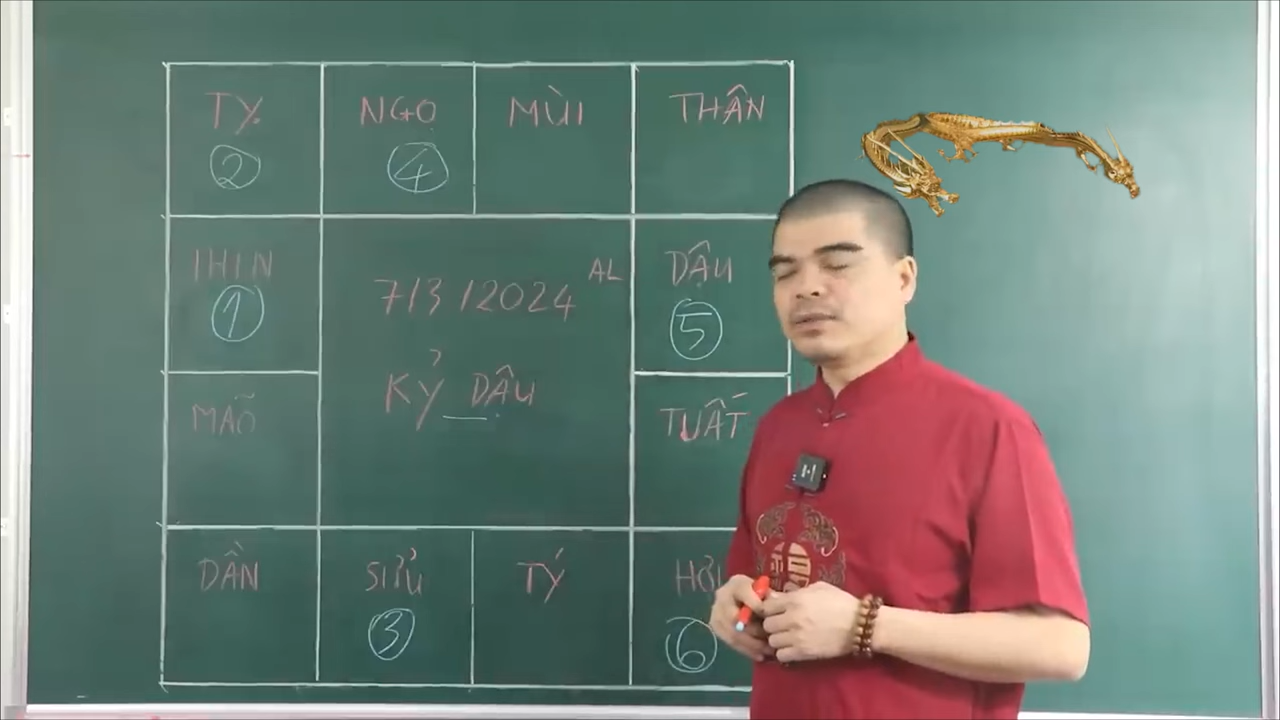 TỴ
②
NGỌ
④
MÙI
THÂN
THÌN
①
7/3/2024 AL
KỶ DẬU
DẬU
⑤
MÃO
TUẤT
DẦN
SỬU
③
TÝ
HỢI
⑥